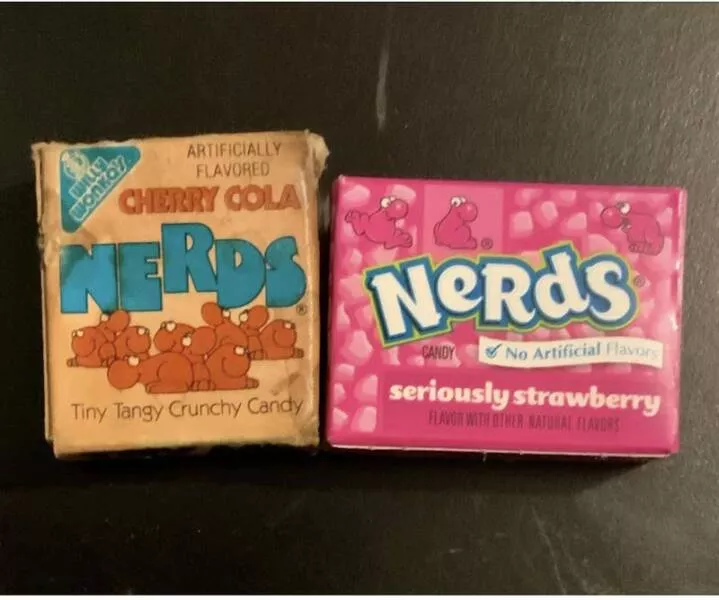 WILLY
WONKA'S
ARTIFICIALLY
FLAVORED
CHERRY COLA
NERDS
®
Tiny Tangy Crunchy Candy
®
NeRdS®
CANDY
✓ No Artificial Flavors
seriously strawberry
FLAVOR WITH OTHER NATURAL FLAVORS